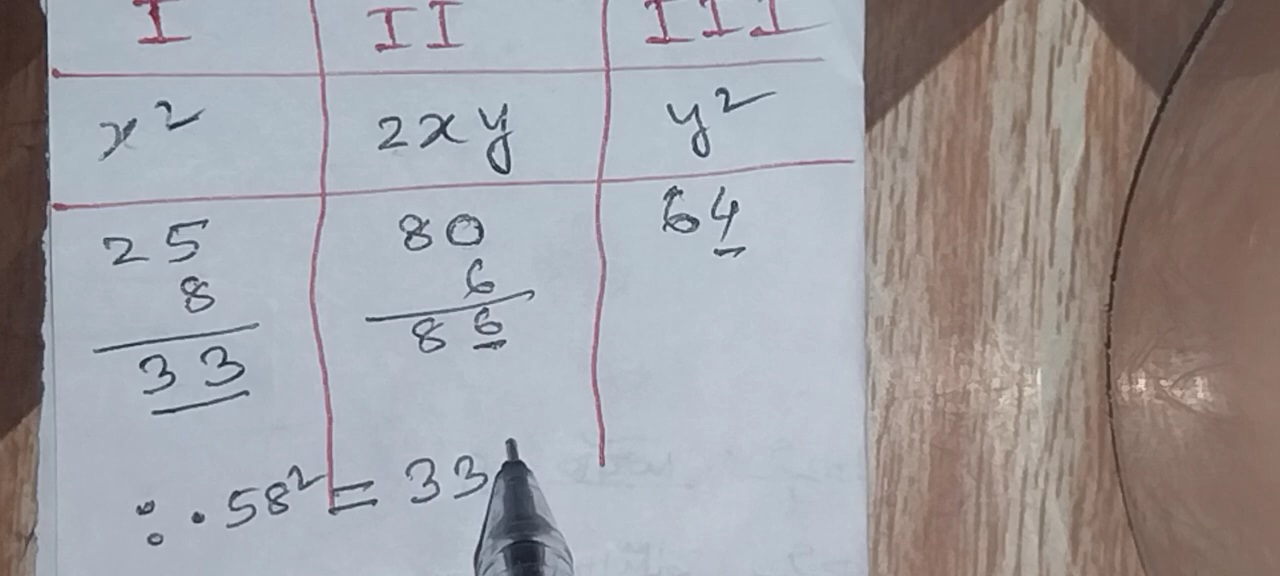 I II III
x² 2xy y²
25 80 64
8 6
33 86
∴ 58² = 33